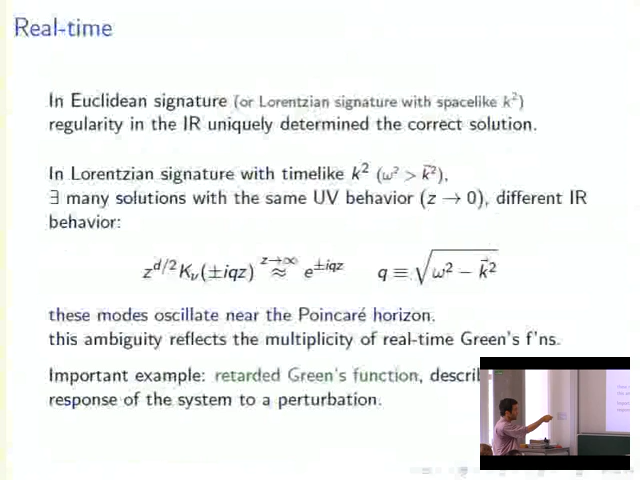 Real-time
In Euclidean signature (or Lorentzian signature with spacelike k²)
regularity in the IR uniquely determined the correct solution.
In Lorentzian signature with timelike k² (ω² > k⃗²),
∃ many solutions with the same UV behavior (z → 0), different IR
behavior:
z^{d/2} K_ν(±iqz) ≈^{z→∞} e^{±iqz} q ≡ √(ω² − k⃗²)
these modes oscillate near the Poincaré horizon.
this ambiguity reflects the multiplicity of real-time Green's f'ns.
Important example: retarded Green's function, describ
response of the system to a perturbation.